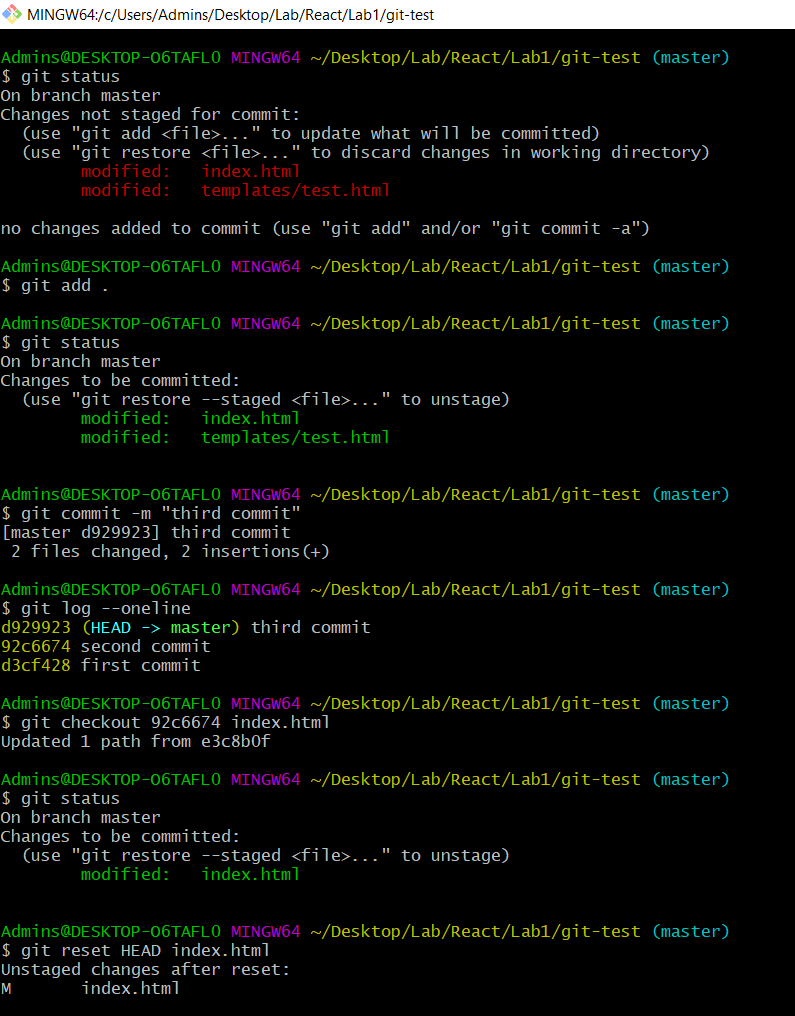 MINGW64:/c/Users/Admins/Desktop/Lab/React/Lab1/git-test
Admins@DESKTOP-O6TAFL0 MINGW64 ~/Desktop/Lab/React/Lab1/git-test (master)
$ git status
On branch master
Changes not staged for commit:
  (use "git add <file>..." to update what will be committed)
  (use "git restore <file>..." to discard changes in working directory)
        modified:   index.html
        modified:   templates/test.html
no changes added to commit (use "git add" and/or "git commit -a")
Admins@DESKTOP-O6TAFL0 MINGW64 ~/Desktop/Lab/React/Lab1/git-test (master)
$ git add .
Admins@DESKTOP-O6TAFL0 MINGW64 ~/Desktop/Lab/React/Lab1/git-test (master)
$ git status
On branch master
Changes to be committed:
  (use "git restore --staged <file>..." to unstage)
        modified:   index.html
        modified:   templates/test.html
Admins@DESKTOP-O6TAFL0 MINGW64 ~/Desktop/Lab/React/Lab1/git-test (master)
$ git commit -m "third commit"
[master d929923] third commit
 2 files changed, 2 insertions(+)
Admins@DESKTOP-O6TAFL0 MINGW64 ~/Desktop/Lab/React/Lab1/git-test (master)
$ git log --oneline
d929923 (HEAD -> master) third commit
92c6674 second commit
d3cf428 first commit
Admins@DESKTOP-O6TAFL0 MINGW64 ~/Desktop/Lab/React/Lab1/git-test (master)
$ git checkout 92c6674 index.html
Updated 1 path from e3c8b0f
Admins@DESKTOP-O6TAFL0 MINGW64 ~/Desktop/Lab/React/Lab1/git-test (master)
$ git status
On branch master
Changes to be committed:
  (use "git restore --staged <file>..." to unstage)
        modified:   index.html
Admins@DESKTOP-O6TAFL0 MINGW64 ~/Desktop/Lab/React/Lab1/git-test (master)
$ git reset HEAD index.html
Unstaged changes after reset:
M       index.html